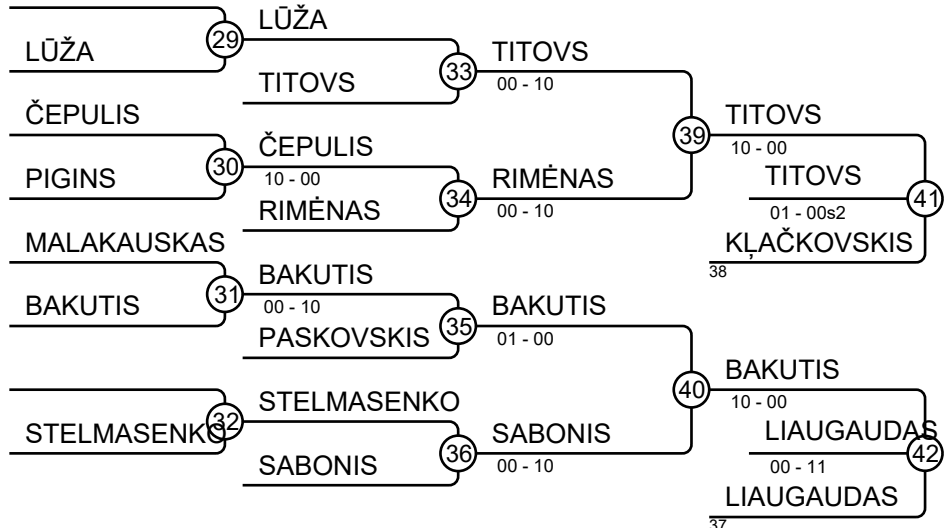 29
LŪŽA
LŪŽA
33
TITOVS
TITOVS
00 - 10
ČEPULIS
30
PIGINS
ČEPULIS
10 - 00
34
RIMĖNAS
RIMĖNAS
00 - 10
39
TITOVS
10 - 00
TITOVS
01 - 00s2
41
KĻAČKOVSKIS
38
MALAKAUSKAS
31
BAKUTIS
BAKUTIS
00 - 10
35
PASKOVSKIS
BAKUTIS
01 - 00
32
STELMASENKO
STELMASENKO
36
SABONIS
SABONIS
00 - 10
40
BAKUTIS
10 - 00
LIAUGAUDAS
00 - 11
42
LIAUGAUDAS
37